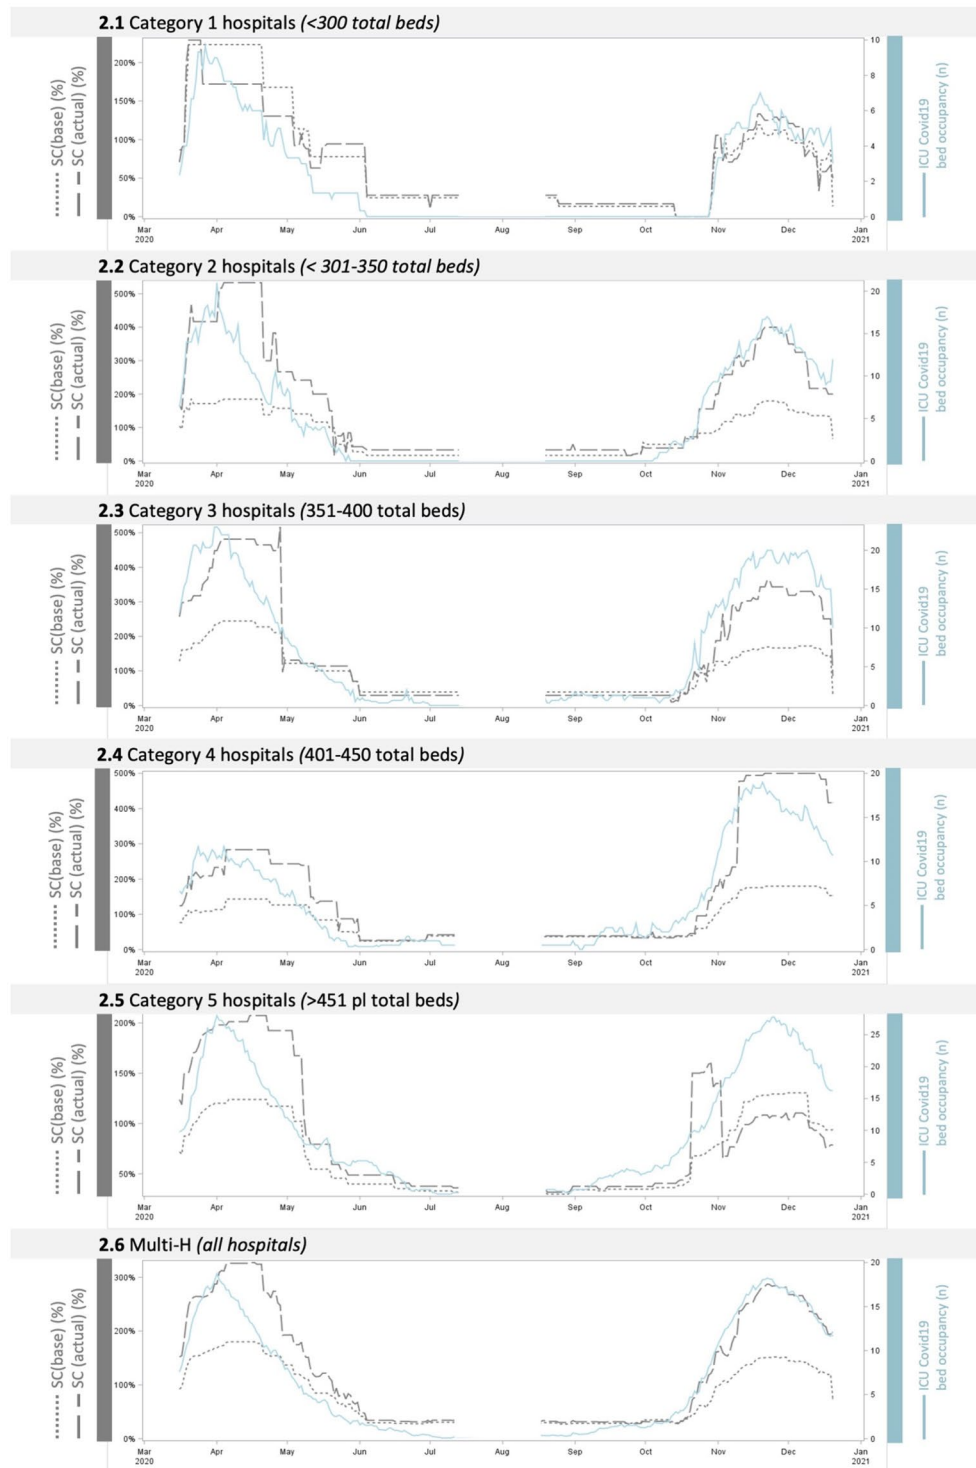 2.1 Category 1 hospitals (<300 total beds)
SC(base) (%)
SC (actual) (%)
200%
150%
100%
50%
0%
10
8
6
4
2
0
Mar Apr May Jun Jul Aug Sep Oct Nov Dec Jan
2020 2021
ICU Covid19
bed occupancy (n)
2.2 Category 2 hospitals (< 301-350 total beds)
SC(base) (%)
SC (actual) (%)
500%
400%
300%
200%
100%
0%
20
15
10
5
0
Mar Apr May Jun Jul Aug Sep Oct Nov Dec Jan
2020 2021
ICU Covid19
bed occupancy (n)
2.3 Category 3 hospitals (351-400 total beds)
SC(base) (%)
SC (actual) (%)
500%
400%
300%
200%
100%
0%
20
15
10
5
0
Mar Apr May Jun Jul Aug Sep Oct Nov Dec Jan
2020 2021
ICU Covid19
bed occupancy (n)
2.4 Category 4 hospitals (401-450 total beds)
SC(base) (%)
SC (actual) (%)
500%
400%
300%
200%
100%
0%
20
15
10
5
0
Mar Apr May Jun Jul Aug Sep Oct Nov Dec Jan
2020 2021
ICU Covid19
bed occupancy (n)
2.5 Category 5 hospitals (>451 pl total beds)
SC(base) (%)
SC (actual) (%)
200%
150%
100%
50%
25
20
15
10
5
0
Mar Apr May Jun Jul Aug Sep Oct Nov Dec Jan
2020 2021
ICU Covid19
bed occupancy (n)
2.6 Multi-H (all hospitals)
SC(base) (%)
SC (actual) (%)
300%
200%
100%
0%
20
15
10
5
0
Mar Apr May Jun Jul Aug Sep Oct Nov Dec Jan
2020 2021
ICU Covid19
bed occupancy (n)